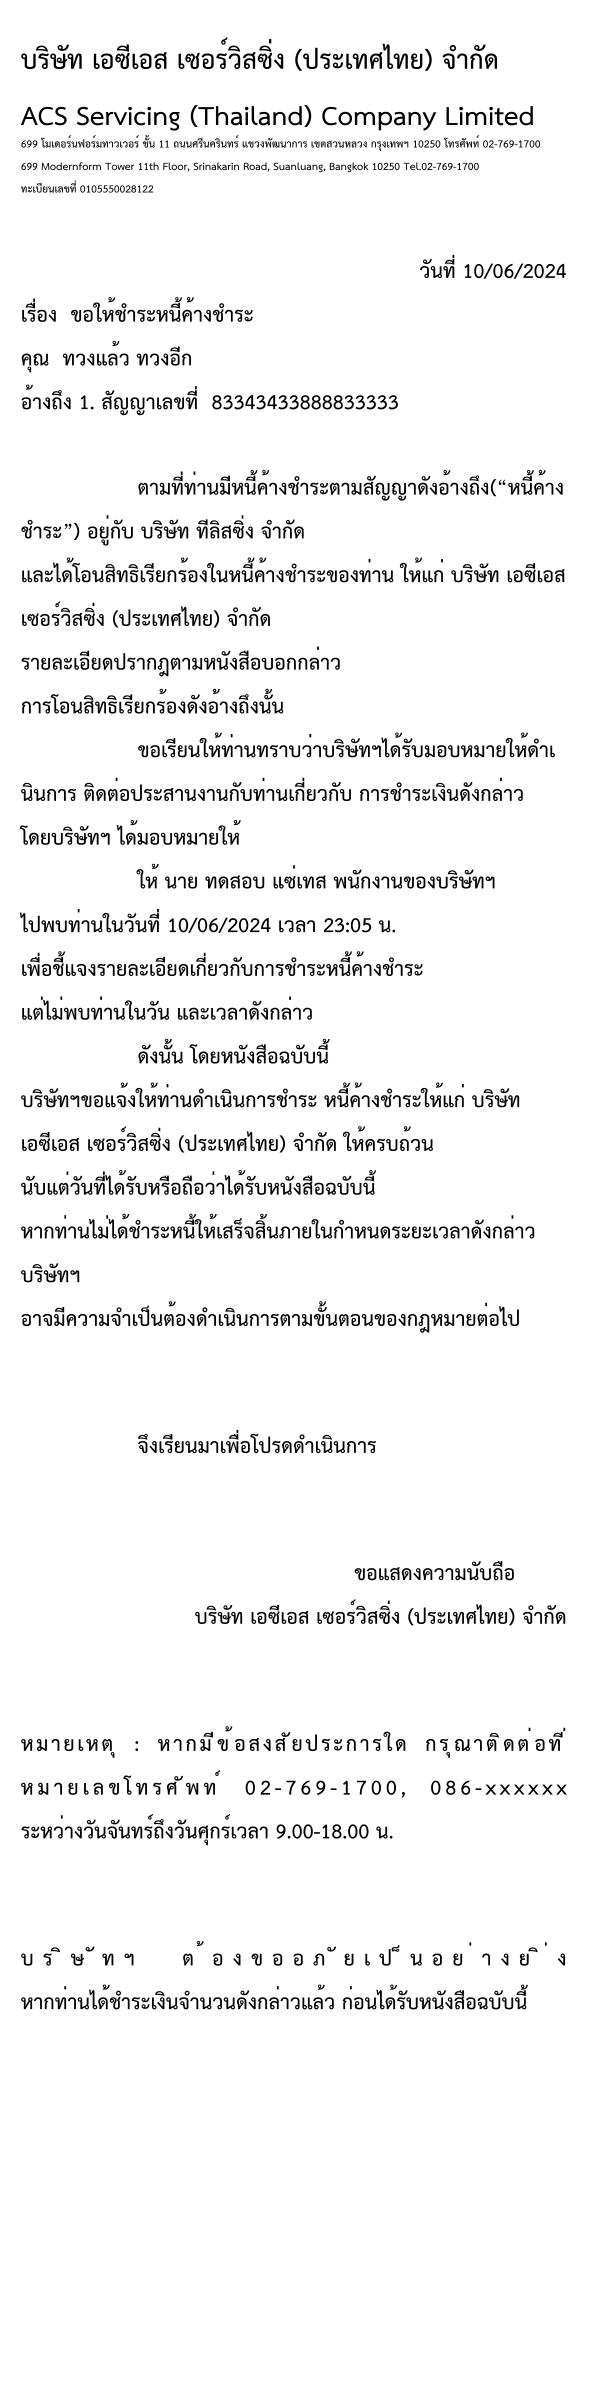 บริษัท เอซีเอส เซอร์วิสซิ่ง (ประเทศไทย) จำกัด
ACS Servicing (Thailand) Company Limited
699 โมเดอร์นฟอร์มทาวเวอร์ ชั้น 11 ถนนศรีนครินทร์ แขวงพัฒนาการ เขตสวนหลวง กรุงเทพฯ 10250 โทรศัพท์ 02-769-1700
699 Modernform Tower 11th Floor, Srinakarin Road, Suanluang, Bangkok 10250 Tel.02-769-1700
ทะเบียนเลขที่ 0105550028122
วันที่ 10/06/2024
เรื่อง ขอให้ชำระหนี้ค้างชำระ
คุณ ทวงแล้ว ทวงอีก
อ้างถึง 1. สัญญาเลขที่ 83343433888833333
ตามที่ท่านมีหนี้ค้างชำระตามสัญญาดังอ้างถึง(“หนี้ค้าง
ชำระ”) อยู่กับ บริษัท ทีลิสซิ่ง จำกัด
และได้โอนสิทธิเรียกร้องในหนี้ค้างชำระของท่าน ให้แก่ บริษัท เอซีเอส
เซอร์วิสซิ่ง (ประเทศไทย) จำกัด
รายละเอียดปรากฎตามหนังสือบอกกล่าว
การโอนสิทธิเรียกร้องดังอ้างถึงนั้น
ขอเรียนให้ท่านทราบว่าบริษัทฯได้รับมอบหมายให้ดำเ
นินการ ติดต่อประสานงานกับท่านเกี่ยวกับ การชำระเงินดังกล่าว
โดยบริษัทฯ ได้มอบหมายให้
ให้ นาย ทดสอบ แซ่เทส พนักงานของบริษัทฯ
ไปพบท่านในวันที่ 10/06/2024 เวลา 23:05 น.
เพื่อชี้แจงรายละเอียดเกี่ยวกับการชำระหนี้ค้างชำระ
แต่ไม่พบท่านในวัน และเวลาดังกล่าว
ดังนั้น โดยหนังสือฉบับนี้
บริษัทฯขอแจ้งให้ท่านดำเนินการชำระ หนี้ค้างชำระให้แก่ บริษัท
เอซีเอส เซอร์วิสซิ่ง (ประเทศไทย) จำกัด ให้ครบถ้วน
นับแต่วันที่ได้รับหรือถือว่าได้รับหนังสือฉบับนี้
หากท่านไม่ได้ชำระหนี้ให้เสร็จสิ้นภายในกำหนดระยะเวลาดังกล่าว
บริษัทฯ
อาจมีความจำเป็นต้องดำเนินการตามขั้นตอนของกฎหมายต่อไป
จึงเรียนมาเพื่อโปรดดำเนินการ
ขอแสดงความนับถือ
บริษัท เอซีเอส เซอร์วิสซิ่ง (ประเทศไทย) จำกัด
หมายเหตุ : หากมีข้อสงสัยประการใด กรุณาติดต่อที่
หมายเลขโทรศัพท์ 02-769-1700, 086-xxxxxx
ระหว่างวันจันทร์ถึงวันศุกร์เวลา 9.00-18.00 น.
บริษัทฯ ต้องขออภัยเป็นอย่างยิ่ง
หากท่านได้ชำระเงินจำนวนดังกล่าวแล้ว ก่อนได้รับหนังสือฉบับนี้